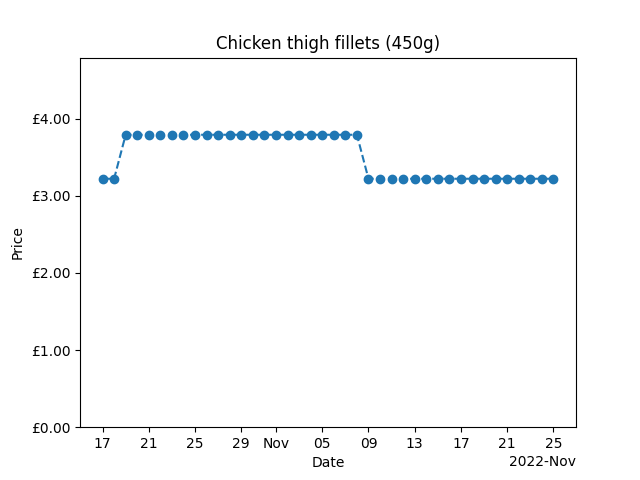 Chicken thigh fillets (450g)
£4.00
£3.00
£2.00
£1.00
£0.00
Price
17 21 25 29 Nov 05 09 13 17 21 25
Date
2022-Nov